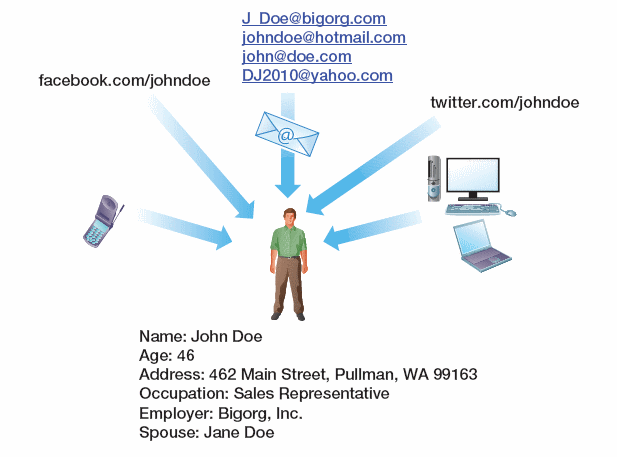 J_Doe@bigorg.com
johndoe@hotmail.com
john@doe.com
DJ2010@yahoo.com
facebook.com/johndoe
twitter.com/johndoe
@
Name: John Doe
Age: 46
Address: 462 Main Street, Pullman, WA 99163
Occupation: Sales Representative
Employer: Bigorg, Inc.
Spouse: Jane Doe